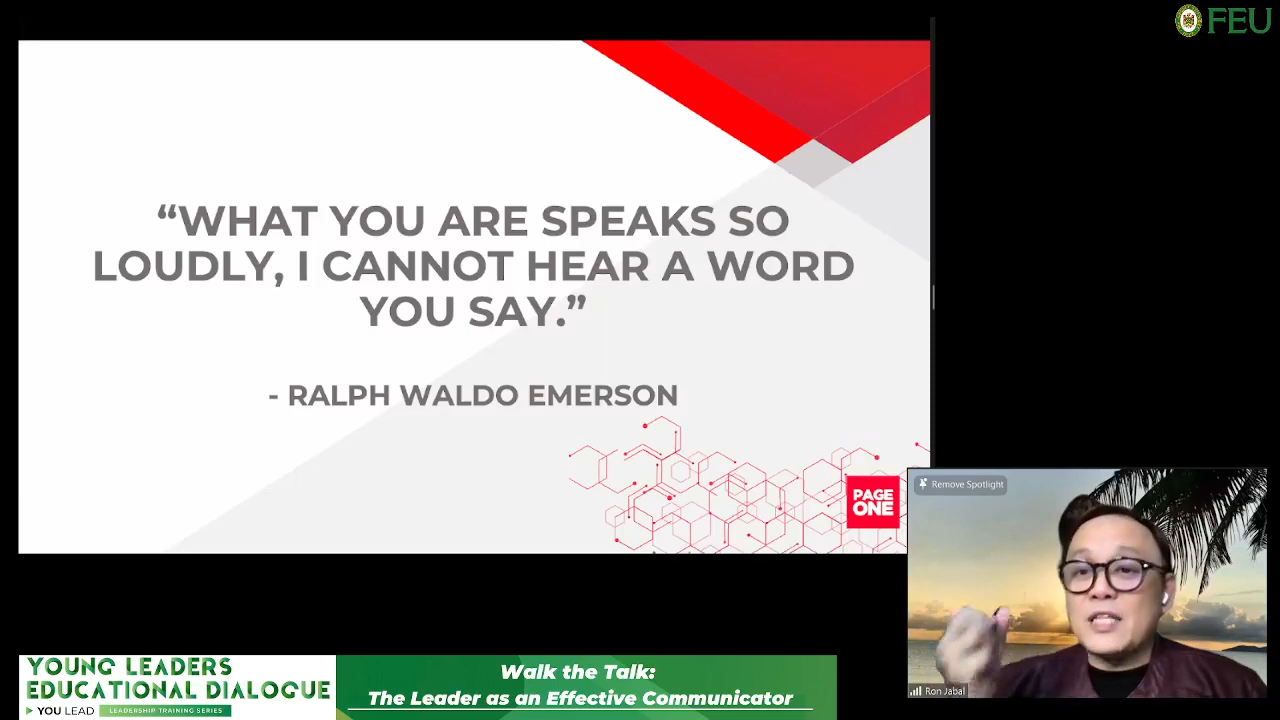 FEU
“WHAT YOU ARE SPEAKS SO
LOUDLY, I CANNOT HEAR A WORD
YOU SAY.”
- RALPH WALDO EMERSON
PAGE
ONE
Remove Spotlight
Ron Jabal
YOUNG LEADERS
EDUCATIONAL DIALOGUE
YOU LEAD
LEADERSHIP TRAINING SERIES
Walk the Talk:
The Leader as an Effective Communicator